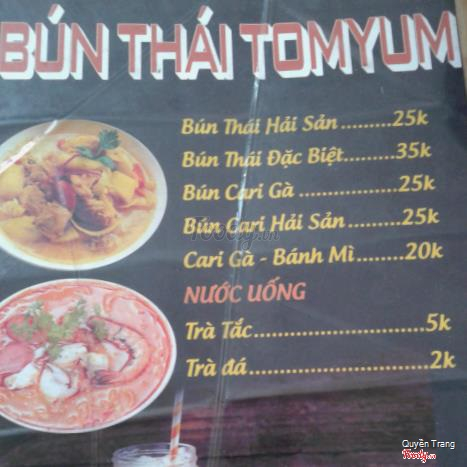 BÚN THÁI TOMYUM
Bún Thái Hải Sản.........25k
Bún Thái Đặc Biệt.........35k
Bún Cari Gà.........25k
Bún Cari Hải Sản.........25k
Cari Gà - Bánh Mì.........20k
NƯỚC UỐNG
Trà Tắc.........5k
Trà đá.........2k
Foody.vn
Quyên Trang
Foody.vn